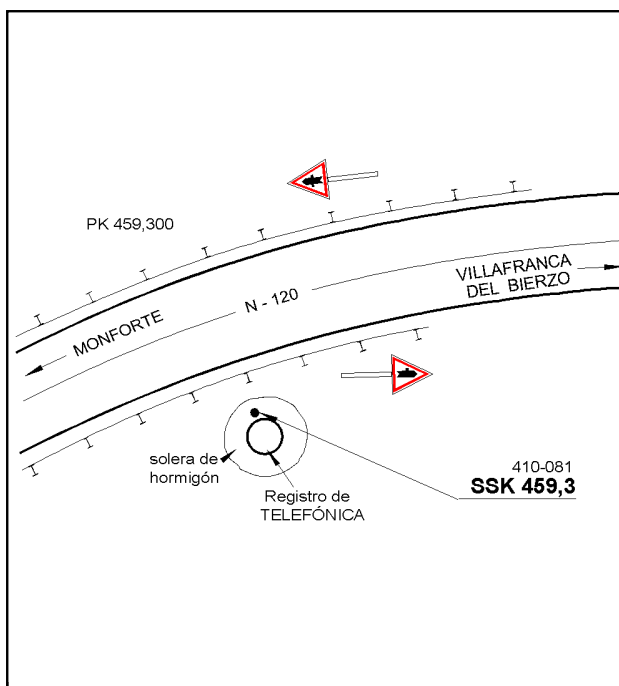 PK 459,300
VILLAFRANCA
DEL BIERZO
N - 120
MONFORTE
solera de
hormigón
Registro de
TELEFÓNICA
410-081
SSK 459,3